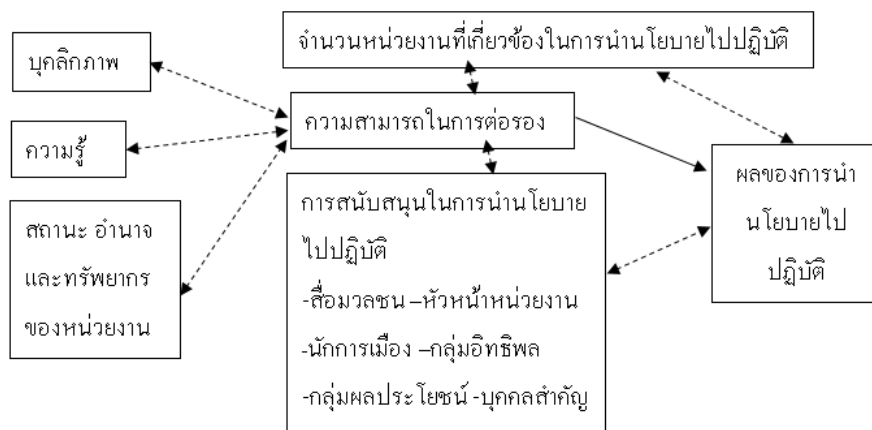 บุคลิกภาพ
ความรู้
สถานะ อำนาจ
และทรัพยากร
ของหน่วยงาน
จำนวนหน่วยงานที่เกี่ยวข้องในการนำนโยบายไปปฏิบัติ
ความสามารถในการต่อรอง
การสนับสนุนในการนำนโยบาย
ไปปฏิบัติ
-สื่อมวลชน –หัวหน้าหน่วยงาน
-นักการเมือง –กลุ่มอิทธิพล
-กลุ่มผลประโยชน์ -บุคคลสำคัญ
ผลของการนำ
นโยบายไป
ปฏิบัติ